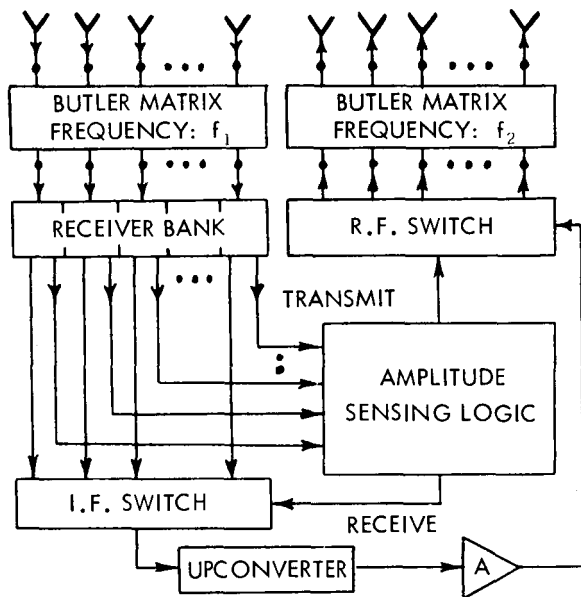 BUTLER MATRIX
FREQUENCY: f₁
BUTLER MATRIX
FREQUENCY: f₂
RECEIVER BANK
R.F. SWITCH
TRANSMIT
AMPLITUDE
SENSING LOGIC
I.F. SWITCH
RECEIVE
UPCONVERTER
A